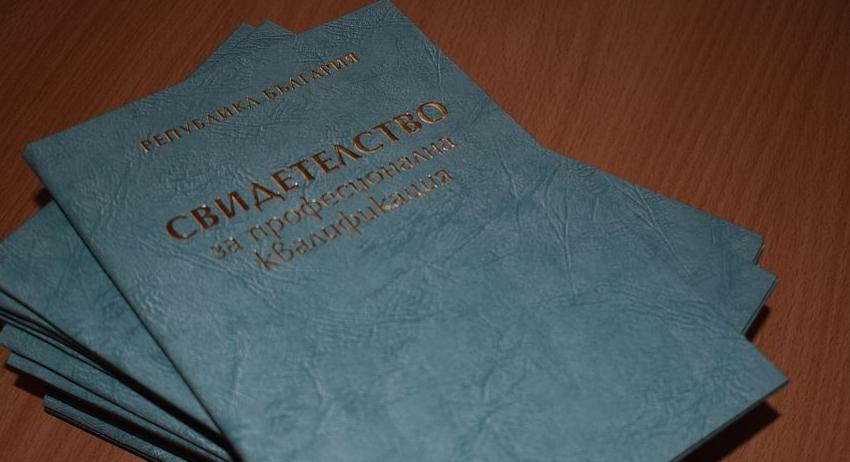 РЕПУБЛИКА БЪЛГАРИЯ
СВИДЕТЕЛСТВО
за професионална
квалификация